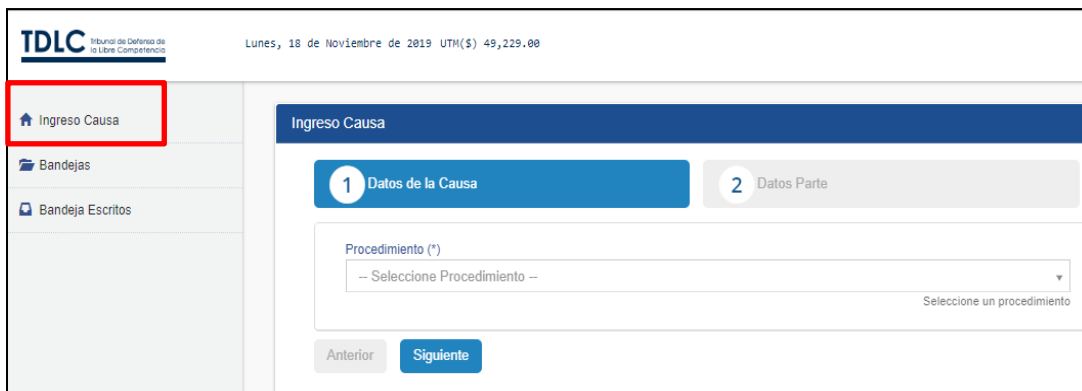 TDLC Tribunal de Defensa de
la Libre Competencia
Lunes, 18 de Noviembre de 2019 UTM($) 49,229.00
Ingreso Causa
Bandejas
Bandeja Escritos
Ingreso Causa
1 Datos de la Causa
2 Datos Parte
Procedimiento (*)
-- Seleccione Procedimiento --
Seleccione un procedimiento
Anterior
Siguiente